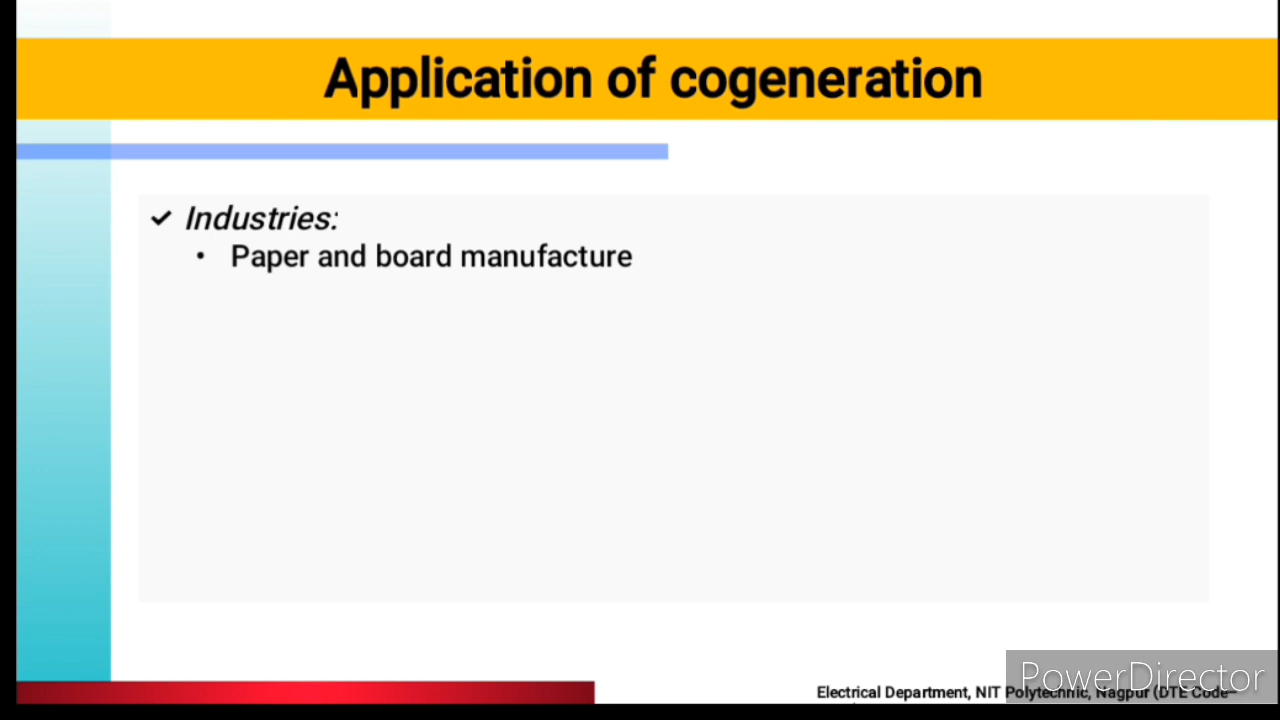 Application of cogeneration
✓ Industries:
• Paper and board manufacture
PowerDirector
Electrical Department, NIT Polytechnic, Nagpur (DTE Code–